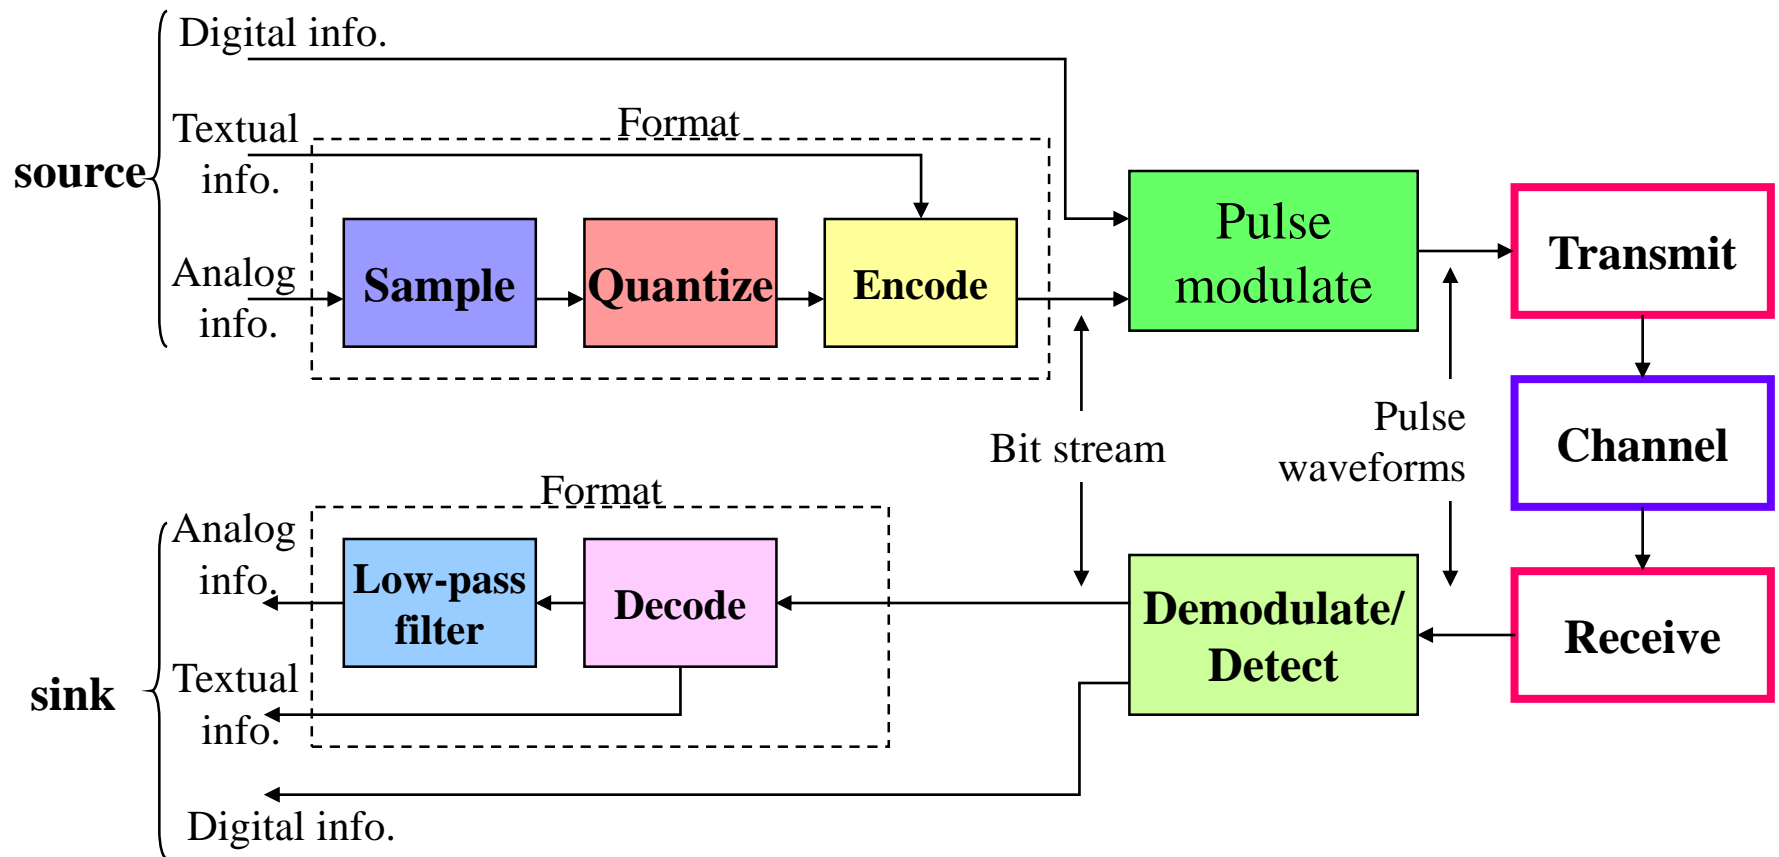 Digital info.
Textual
info.
Format
source
Analog
info.
Sample
Quantize
Encode
Pulse
modulate
Transmit
Bit stream
Pulse
waveforms
Channel
Format
Analog
info.
Low-pass
filter
Decode
Demodulate/
Detect
Receive
sink
Textual
info.
Digital info.